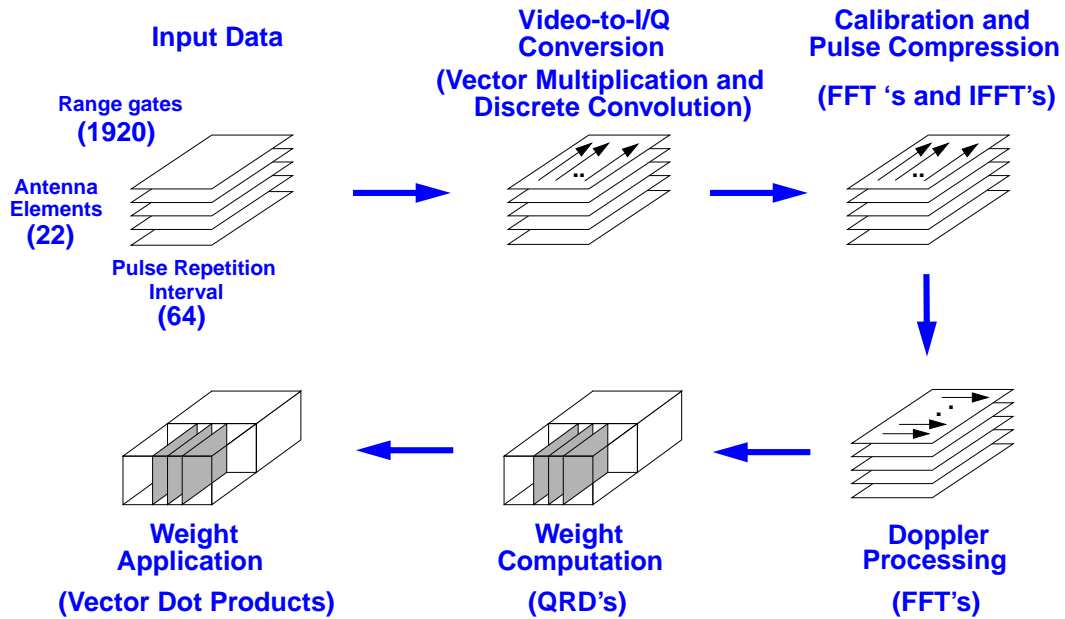 Input Data
Video-to-I/Q
Conversion
(Vector Multiplication and
Discrete Convolution)
Calibration and
Pulse Compression
(FFT ‘s and IFFT’s)
Range gates
(1920)
Antenna
Elements
(22)
Pulse Repetition
Interval
(64)
Weight
Application
(Vector Dot Products)
Weight
Computation
(QRD’s)
Doppler
Processing
(FFT’s)